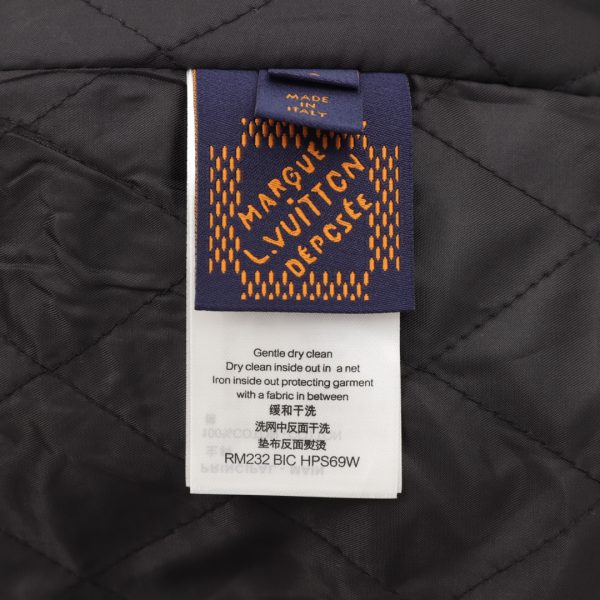 MADE
IN
ITALY
MARQUE
L.VUITTON
DÉPOSÉE
Gentle dry clean
Dry clean inside out in a net
Iron inside out protecting garment
with a fabric in between
缓和干洗
洗网中反面干洗
垫布反面熨烫
RM232 BIC HPS69W